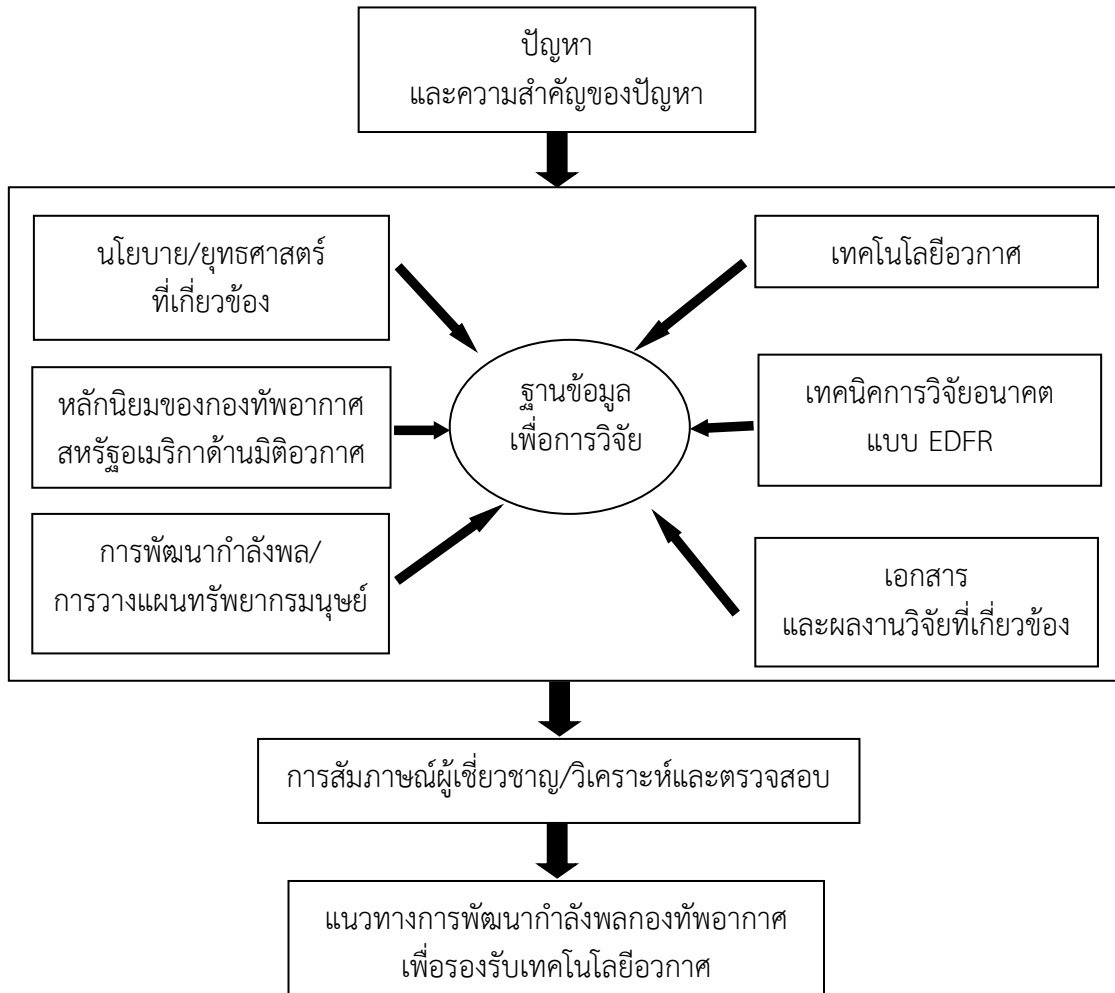 ปัญหา
และความสำคัญของปัญหา
นโยบาย/ยุทธศาสตร์
ที่เกี่ยวข้อง
เทคโนโลยีอวกาศ
หลักนิยมของกองทัพอากาศ
สหรัฐอเมริกาด้านมิติอวกาศ
ฐานข้อมูล
เพื่อการวิจัย
เทคนิคการวิจัยอนาคต
แบบ EDFR
การพัฒนากำลังพล/
การวางแผนทรัพยากรมนุษย์
เอกสาร
และผลงานวิจัยที่เกี่ยวข้อง
การสัมภาษณ์ผู้เชี่ยวชาญ/วิเคราะห์และตรวจสอบ
แนวทางการพัฒนากำลังพลกองทัพอากาศ
เพื่อรองรับเทคโนโลยีอวกาศ